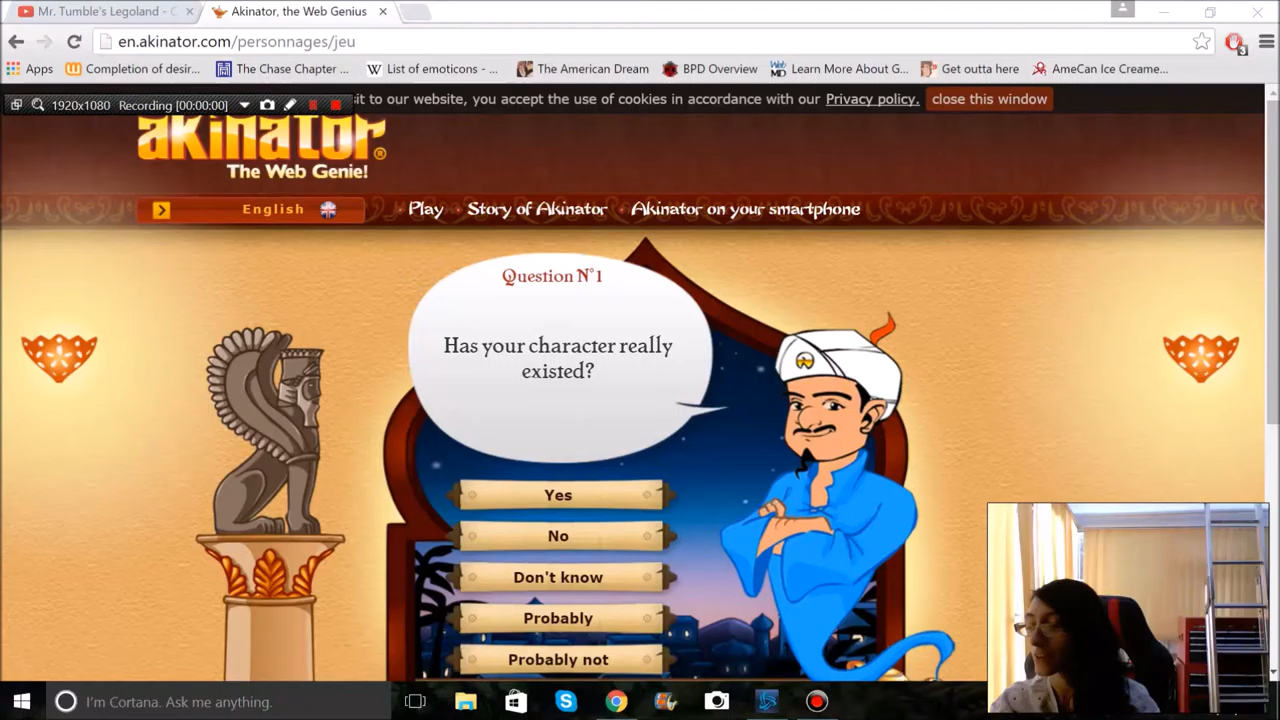 Mr. Tumble's Legoland - C
Akinator, the Web Genius
en.akinator.com/personnages/jeu
3
Apps Completion of desir... The Chase Chapter ... List of emoticons - ... The American Dream BPD Overview Learn More About G... Get outta here AmeCan Ice Creame...
1920x1080 Recording [00:00:00] sit to our website, you accept the use of cookies in accordance with our Privacy policy. close this window
akinator®
The Web Genie!
English Play Story of Akinator Akinator on your smartphone
Question N°1
Has your character really
existed?
Yes
No
Don't know
Probably
Probably not
I'm Cortana. Ask me anything.